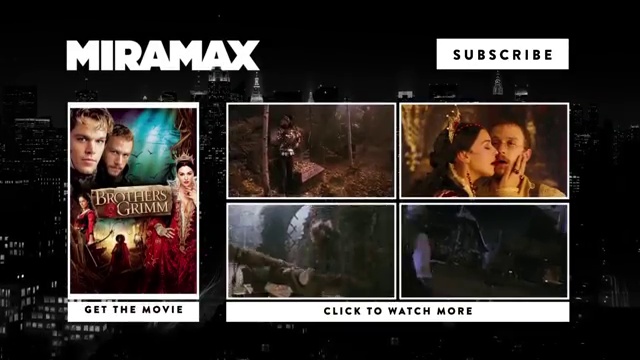 MIRAMAX
SUBSCRIBE
BROTHERS
GRIMM
GET THE MOVIE
CLICK TO WATCH MORE